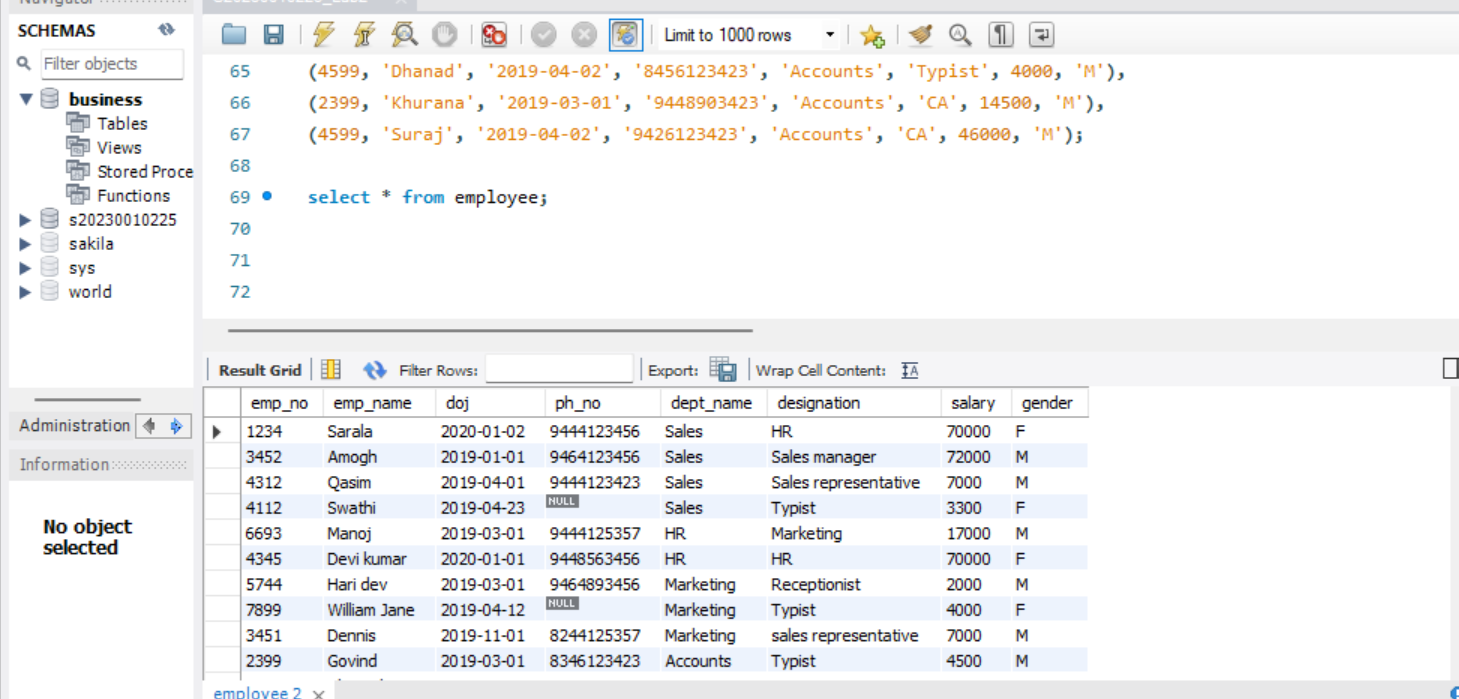 SCHEMAS
Filter objects
business
Tables
Views
Stored Proce
Functions
s20230010225
sakila
sys
world
Administration
Information
No object
selected
Limit to 1000 rows
65 (4599, 'Dhanad', '2019-04-02', '8456123423', 'Accounts', 'Typist', 4000, 'M'),
66 (2399, 'Khurana', '2019-03-01', '9448903423', 'Accounts', 'CA', 14500, 'M'),
67 (4599, 'Suraj', '2019-04-02', '9426123423', 'Accounts', 'CA', 46000, 'M');
68
69 select * from employee;
70
71
72
Result Grid Filter Rows: Export: Wrap Cell Content:
emp_no emp_name doj ph_no dept_name designation salary gender
1234 Sarala 2020-01-02 9444123456 Sales HR 70000 F
3452 Amogh 2019-01-01 9464123456 Sales Sales manager 72000 M
4312 Qasim 2019-04-01 9444123423 Sales Sales representative 7000 M
4112 Swathi 2019-04-23 NULL Sales Typist 3300 F
6693 Manoj 2019-03-01 9444125357 HR Marketing 17000 M
4345 Devi kumar 2020-01-01 9448563456 HR HR 70000 F
5744 Hari dev 2019-03-01 9464893456 Marketing Receptionist 2000 M
7899 William Jane 2019-04-12 NULL Marketing Typist 4000 F
3451 Dennis 2019-11-01 8244125357 Marketing sales representative 7000 M
2399 Govind 2019-03-01 8346123423 Accounts Typist 4500 M
employee 2